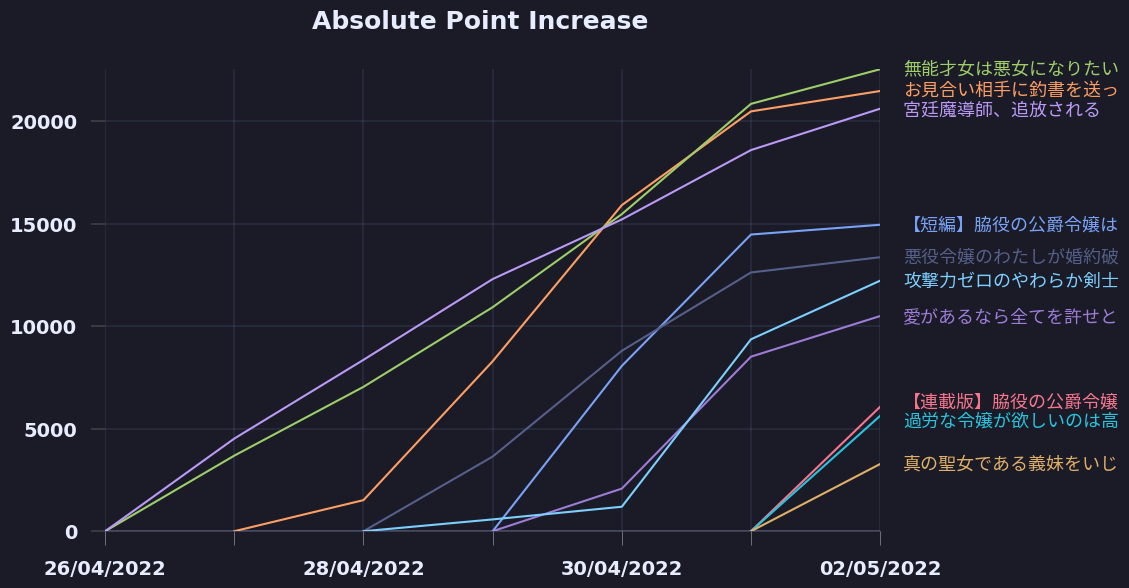 Absolute Point Increase
無能才女は悪女になりたい
お見合い相手に釣書を送っ
宮廷魔導師、追放される
【短編】脇役の公爵令嬢は
悪役令嬢のわたしが婚約破
攻撃力ゼロのやわらか剣士
愛があるなら全てを許せと
【連載版】脇役の公爵令嬢
過労な令嬢が欲しいのは高
真の聖女である義妹をいじ
20000
15000
10000
5000
0
26/04/2022
28/04/2022
30/04/2022
02/05/2022